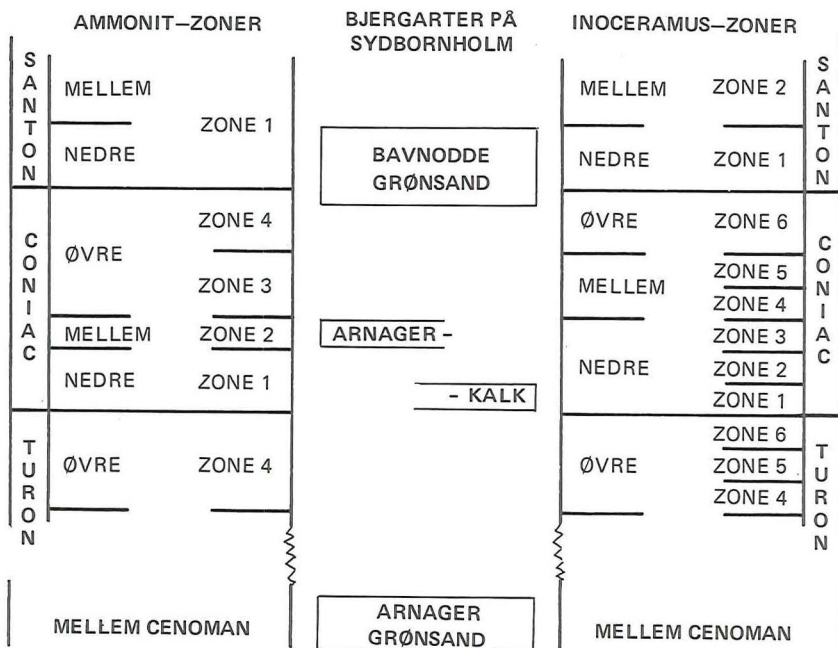 AMMONIT–ZONER
BJERGARTER PÅ
SYDBORNHOLM
INOCERAMUS–ZONER
SANTON
MELLEM
ZONE 1
NEDRE
CONIAC
ZONE 4
ØVRE
ZONE 3
MELLEM
ZONE 2
NEDRE
ZONE 1
TURON
ØVRE
ZONE 4
MELLEM CENOMAN
BAVNODDE
GRØNSAND
ARNAGER –
– KALK
ARNAGER
GRØNSAND
MELLEM
ZONE 2
NEDRE
ZONE 1
SANTON
ØVRE
ZONE 6
ZONE 5
MELLEM
ZONE 4
ZONE 3
NEDRE
ZONE 2
ZONE 1
CONIAC
ZONE 6
ØVRE
ZONE 5
ZONE 4
TURON
MELLEM CENOMAN